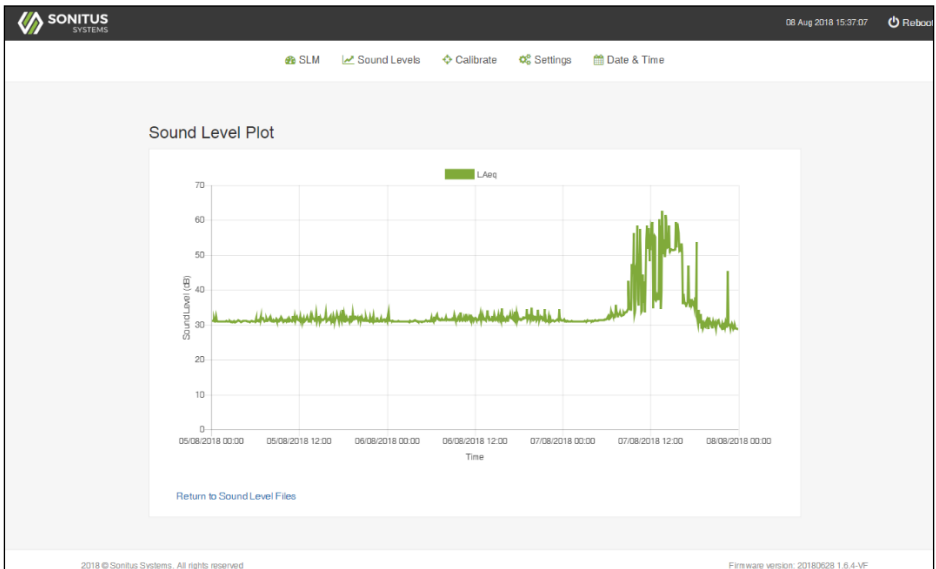 SONITUS
SYSTEMS
08 Aug 2018 15:37:07 Reboot
SLM Sound Levels Calibrate Settings Date & Time
Sound Level Plot
LAeq
70
60
50
40
30
20
10
0
Sound Level (dB)
05/08/2018 00:00 05/08/2018 12:00 06/08/2018 00:00 06/08/2018 12:00 07/08/2018 00:00 07/08/2018 12:00 08/08/2018 00:00
Time
Return to Sound Level Files
2018 © Sonitus Systems. All rights reserved Firmware version: 20180628 1.6.4-VF